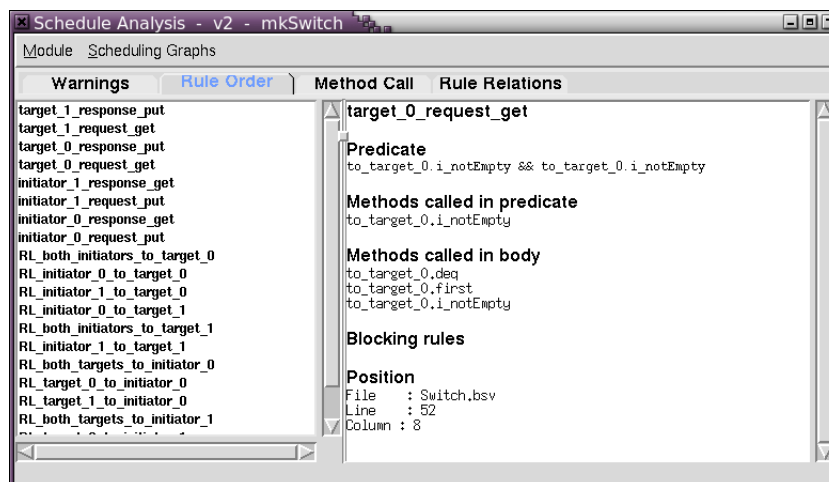 Schedule Analysis - v2 - mkSwitch
Module Scheduling Graphs
Warnings Rule Order Method Call Rule Relations
target_1_response_put
target_1_request_get
target_0_response_put
target_0_request_get
initiator_1_response_get
initiator_1_request_put
initiator_0_response_get
initiator_0_request_put
RL_both_initiators_to_target_0
RL_initiator_0_to_target_0
RL_initiator_1_to_target_0
RL_initiator_0_to_target_1
RL_both_initiators_to_target_1
RL_initiator_1_to_target_1
RL_both_targets_to_initiator_0
RL_target_0_to_initiator_0
RL_target_1_to_initiator_0
RL_both_targets_to_initiator_1
target_0_request_get
Predicate
to_target_0.i_notEmpty && to_target_0.i_notEmpty
Methods called in predicate
to_target_0.i_notEmpty
Methods called in body
to_target_0.deq
to_target_0.first
to_target_0.i_notEmpty
Blocking rules
Position
File : Switch.bsv
Line : 52
Column : 8